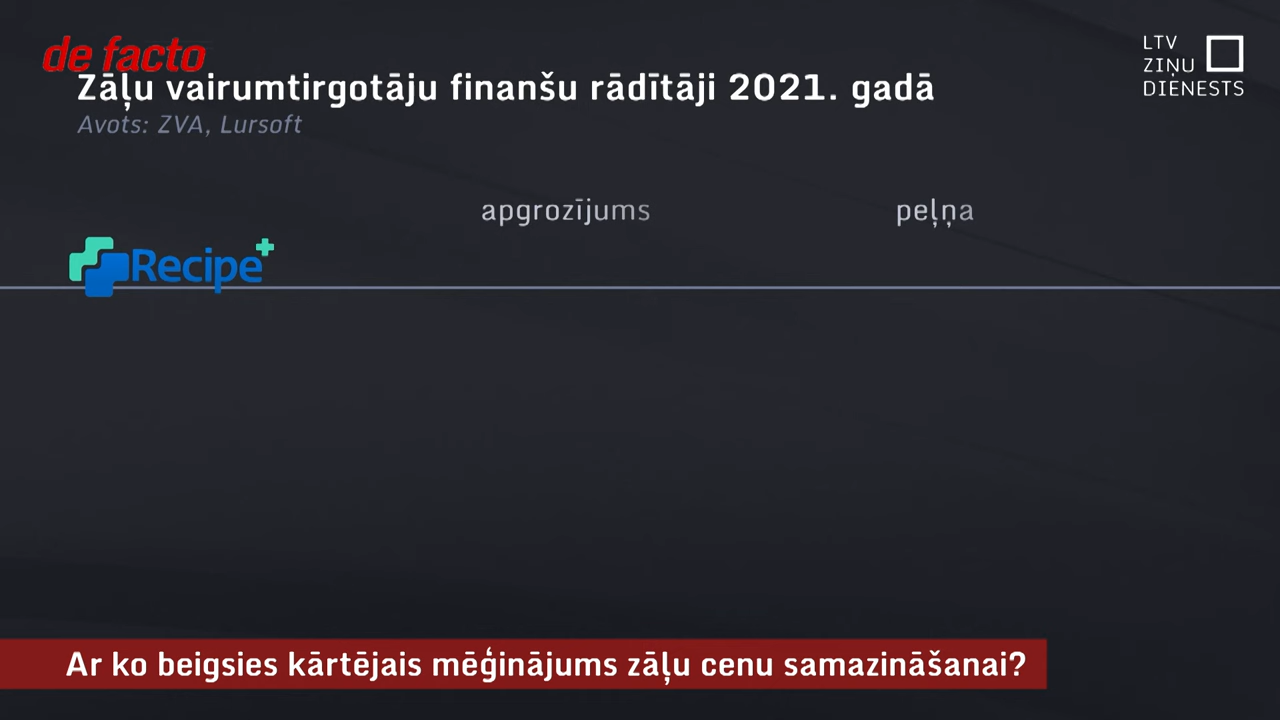 de facto
LTV
ZIŅU
DIENESTS
Zāļu vairumtirgotāju finanšu rādītāji 2021. gadā
Avots: ZVA, Lursoft
apgrozījums peļņa
Recipe+
Ar ko beigsies kārtējais mēģinājums zāļu cenu samazināšanai?